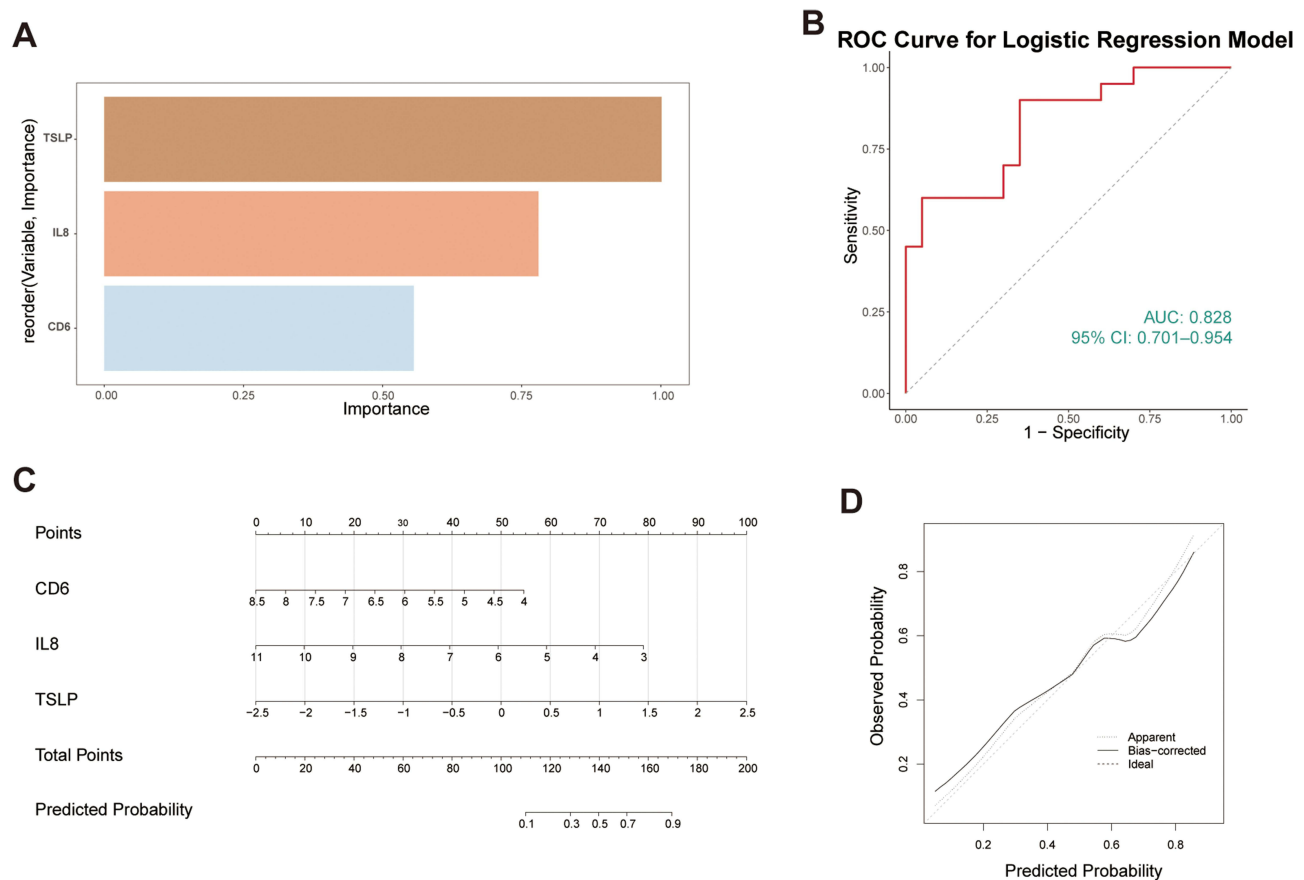 A
reorder(Variable, Importance)
TSLP
IL8
CD6
0.00 0.25 0.50 0.75 1.00
Importance
B
ROC Curve for Logistic Regression Model
Sensitivity
1.00
0.75
0.50
0.25
0.00
AUC: 0.828
95% CI: 0.701–0.954
0.00 0.25 0.50 0.75 1.00
1 − Specificity
C
Points
0 10 20 30 40 50 60 70 80 90 100
CD6
8.5 8 7.5 7 6.5 6 5.5 5 4.5 4
IL8
11 10 9 8 7 6 5 4 3
TSLP
−2.5 −2 −1.5 −1 −0.5 0 0.5 1 1.5 2 2.5
Total Points
0 20 40 60 80 100 120 140 160 180 200
Predicted Probability
0.1 0.3 0.5 0.7 0.9
D
Observed Probability
0.8
0.6
0.4
0.2
Apparent
Bias−corrected
Ideal
0.2 0.4 0.6 0.8
Predicted Probability